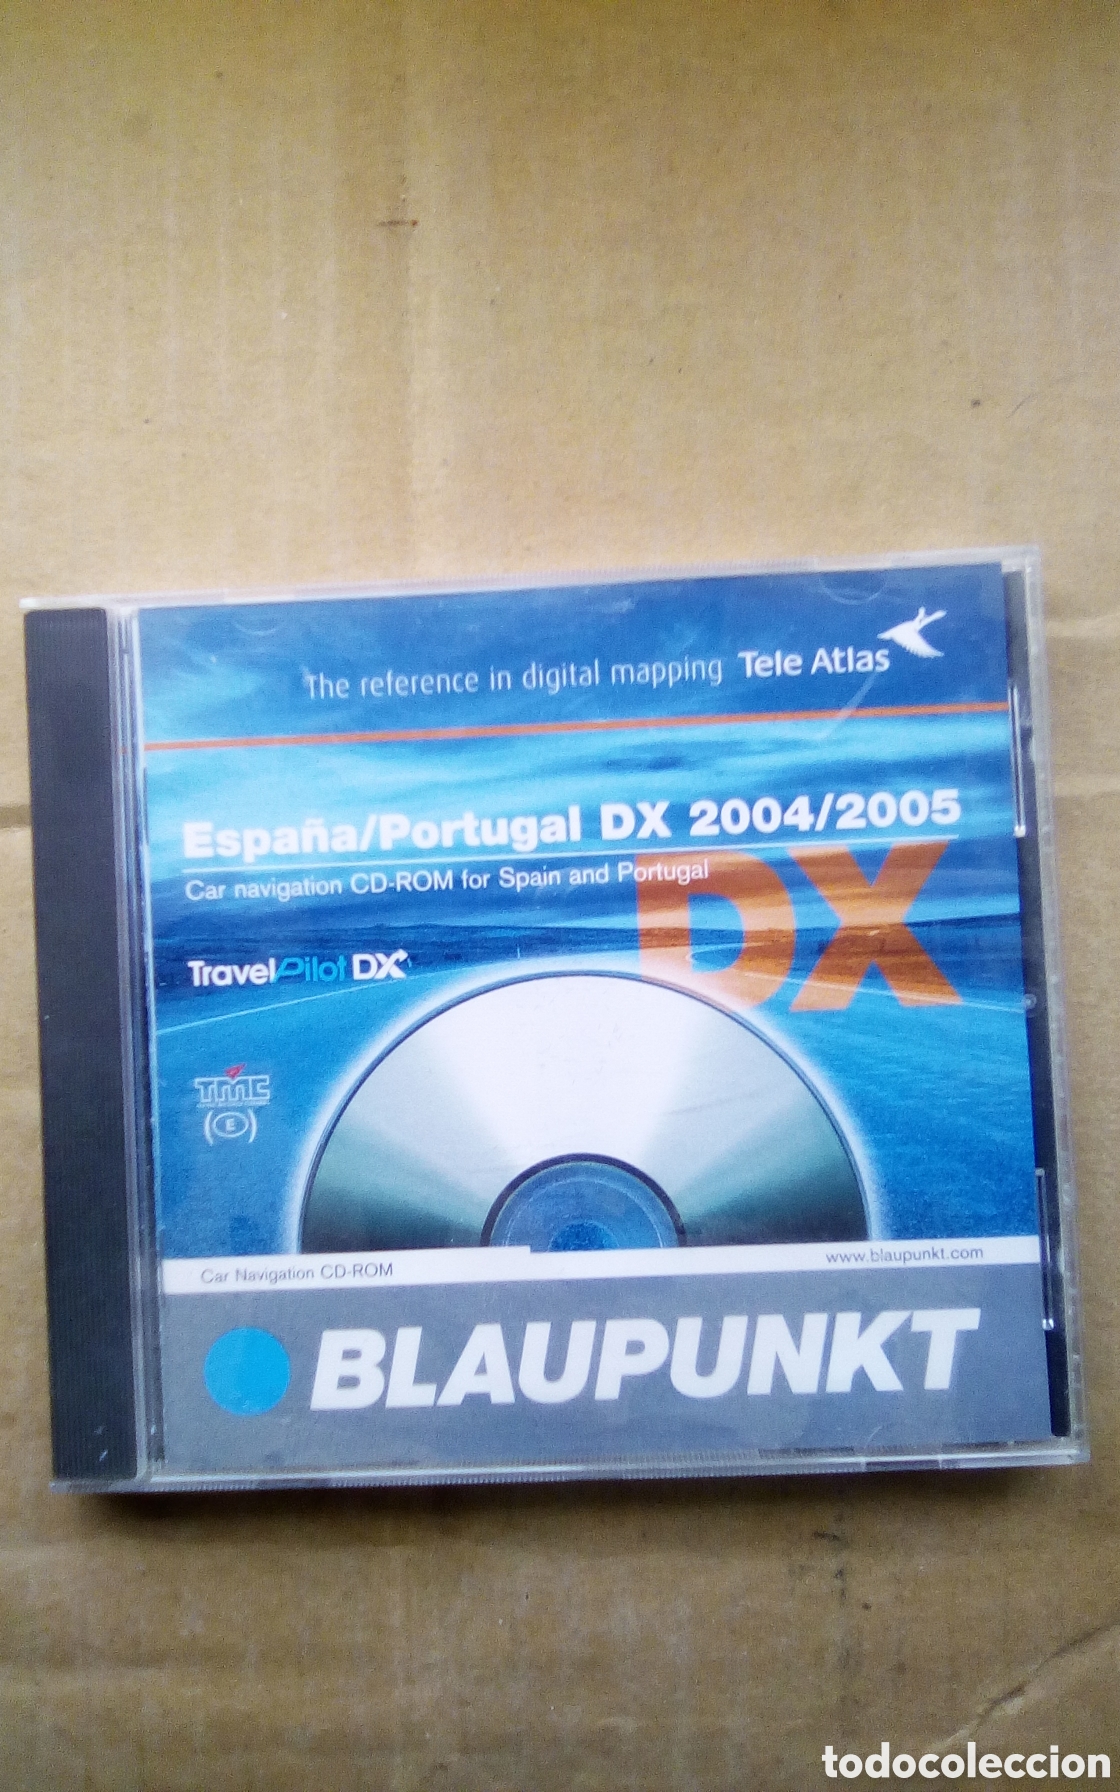 The reference in digital mapping Tele Atlas
España/Portugal DX 2004/2005
Car navigation CD-ROM for Spain and Portugal
DX
TravelPilot DX
TMC
(E)
Car Navigation CD-ROM
www.blaupunkt.com
BLAUPUNKT
todocoleccion